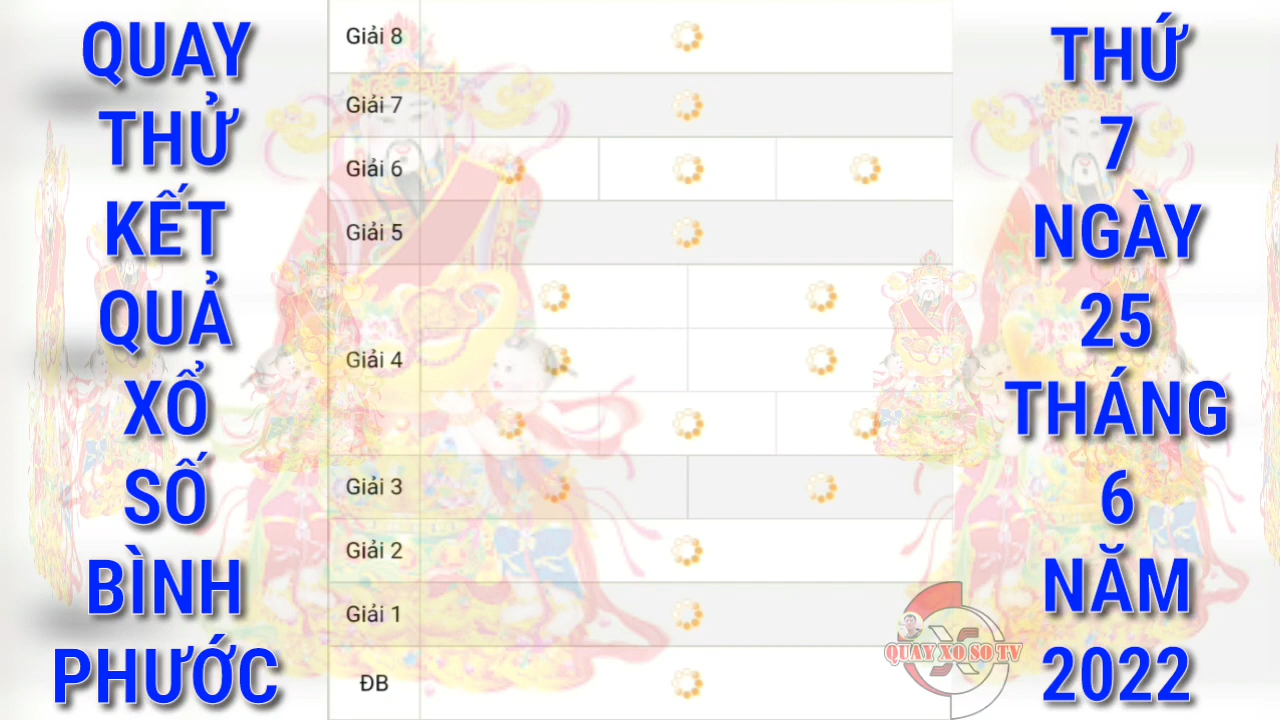 QUAY
THỬ
KẾT
QUẢ
XỔ
SỐ
BÌNH
PHƯỚC
Giải 8
Giải 7
Giải 6
Giải 5
Giải 4
Giải 3
Giải 2
Giải 1
ĐB
THỨ
7
NGÀY
25
THÁNG
6
NĂM
2022
QUAY XO SO TV